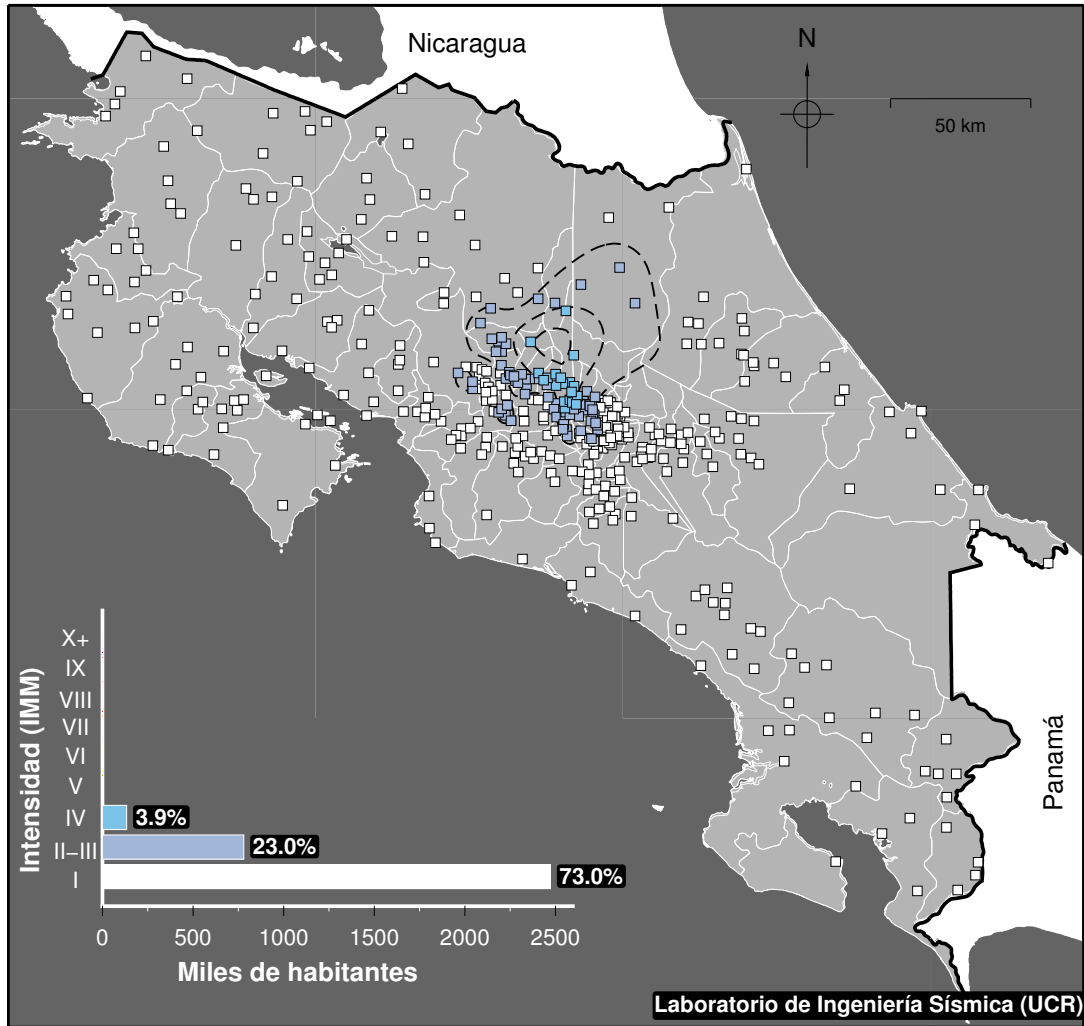 Nicaragua
N
50 km
Panamá
Intensidad (IMM)
X+
IX
VIII
VII
VI
V
IV
3.9%
II–III
23.0%
I
73.0%
0 500 1000 1500 2000 2500
Miles de habitantes
Laboratorio de Ingeniería Sísmica (UCR)